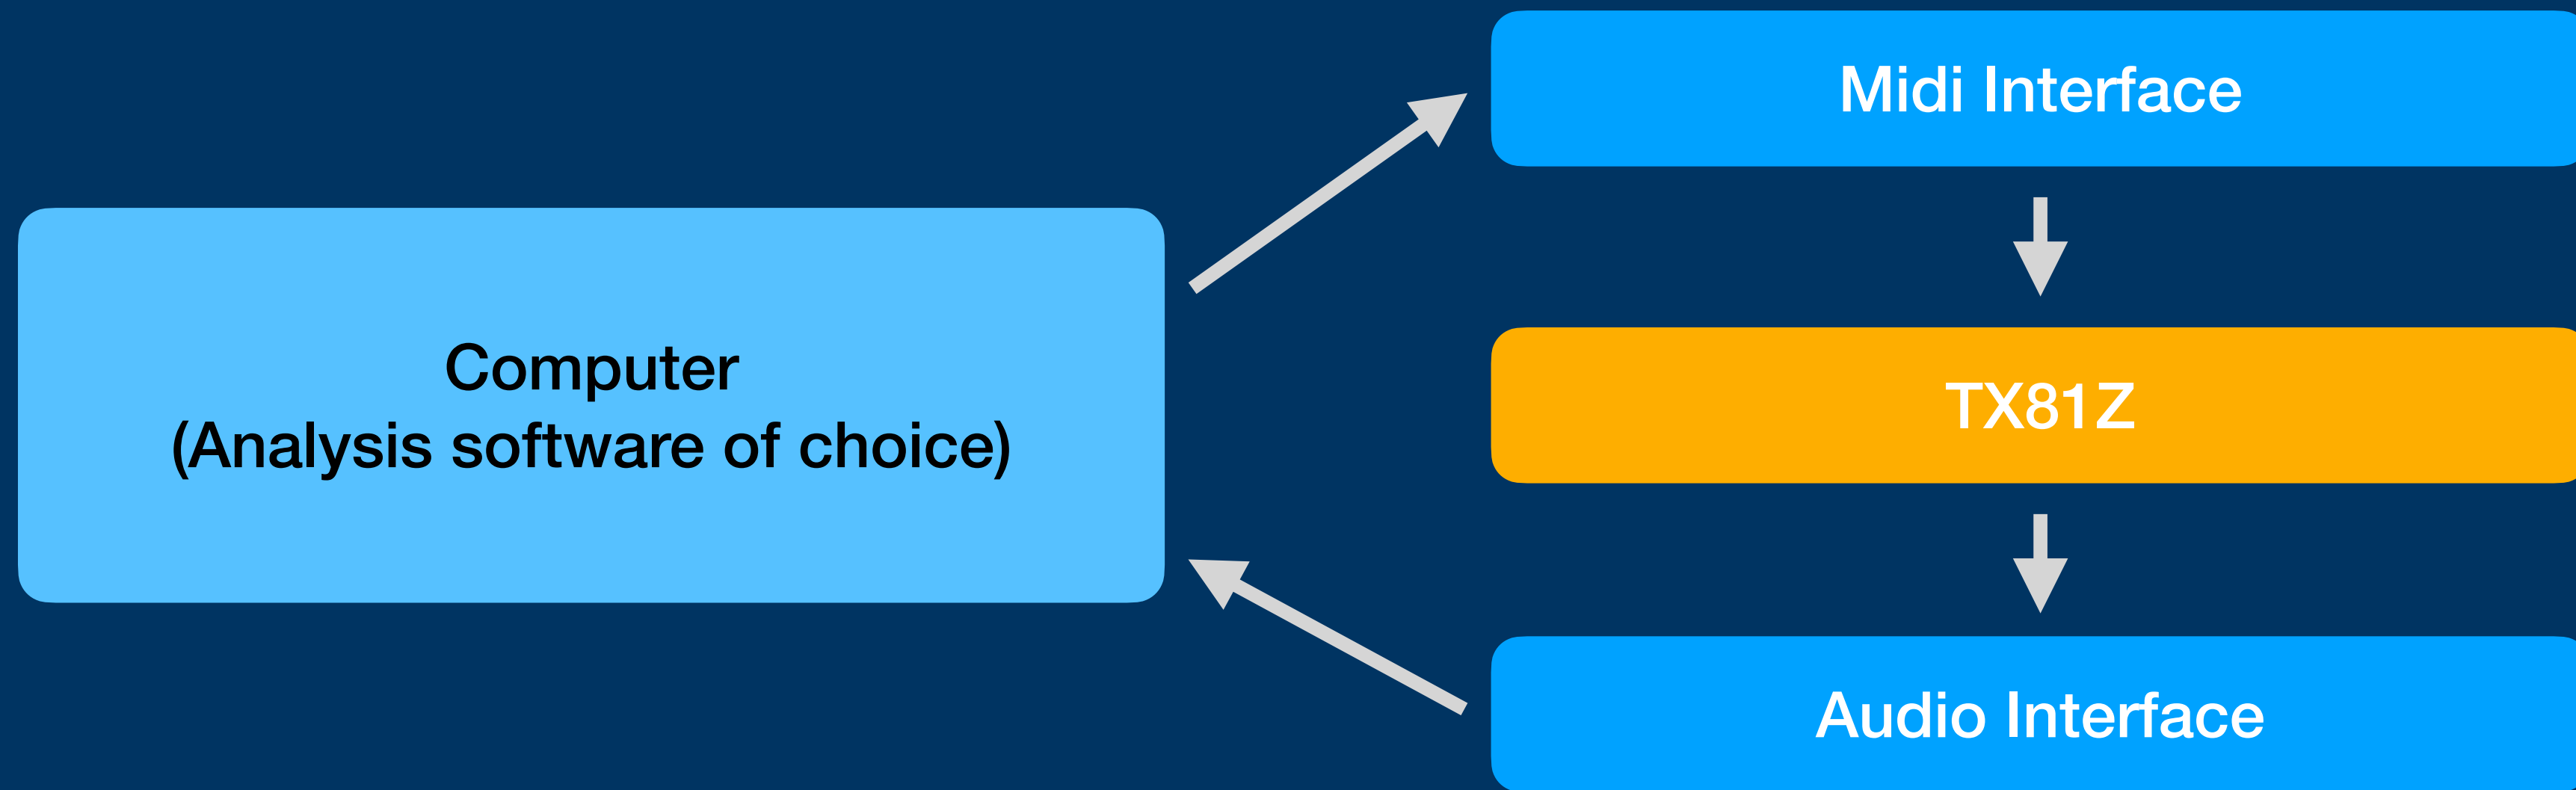 Midi Interface
Computer
(Analysis software of choice)
TX81Z
Audio Interface